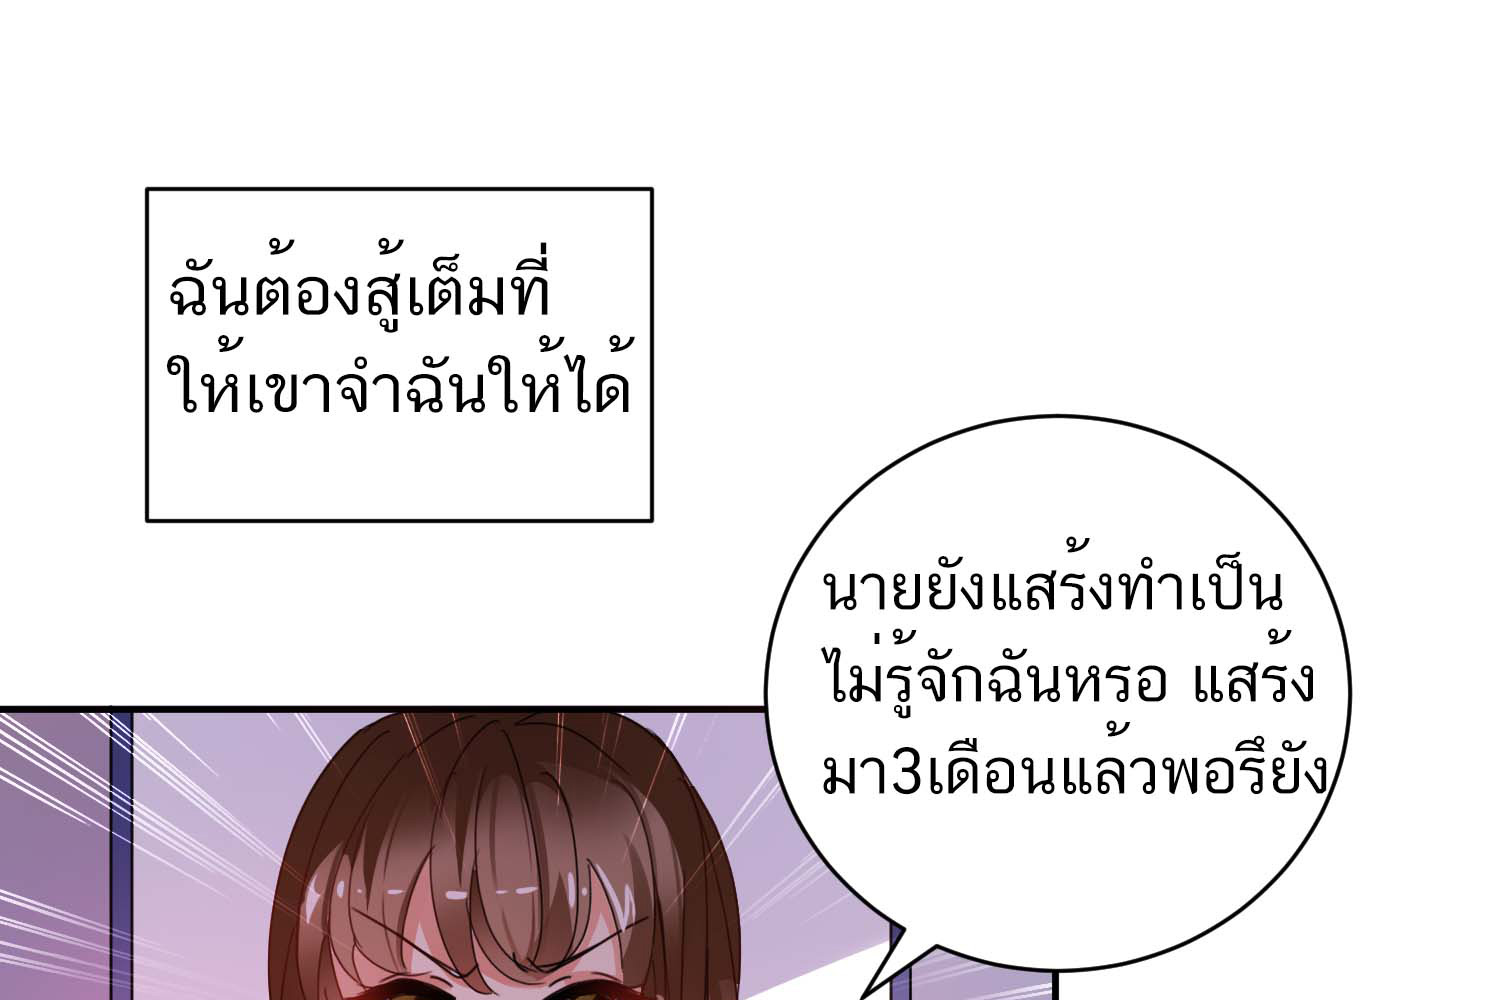 ฉันต้องสู้เต็มที่
ให้เขาจำฉันให้ได้
นายยังแสร้งทำเป็น
ไม่รู้จักฉันหรอ แสร้ง
มา3เดือนแล้วพอรึยัง